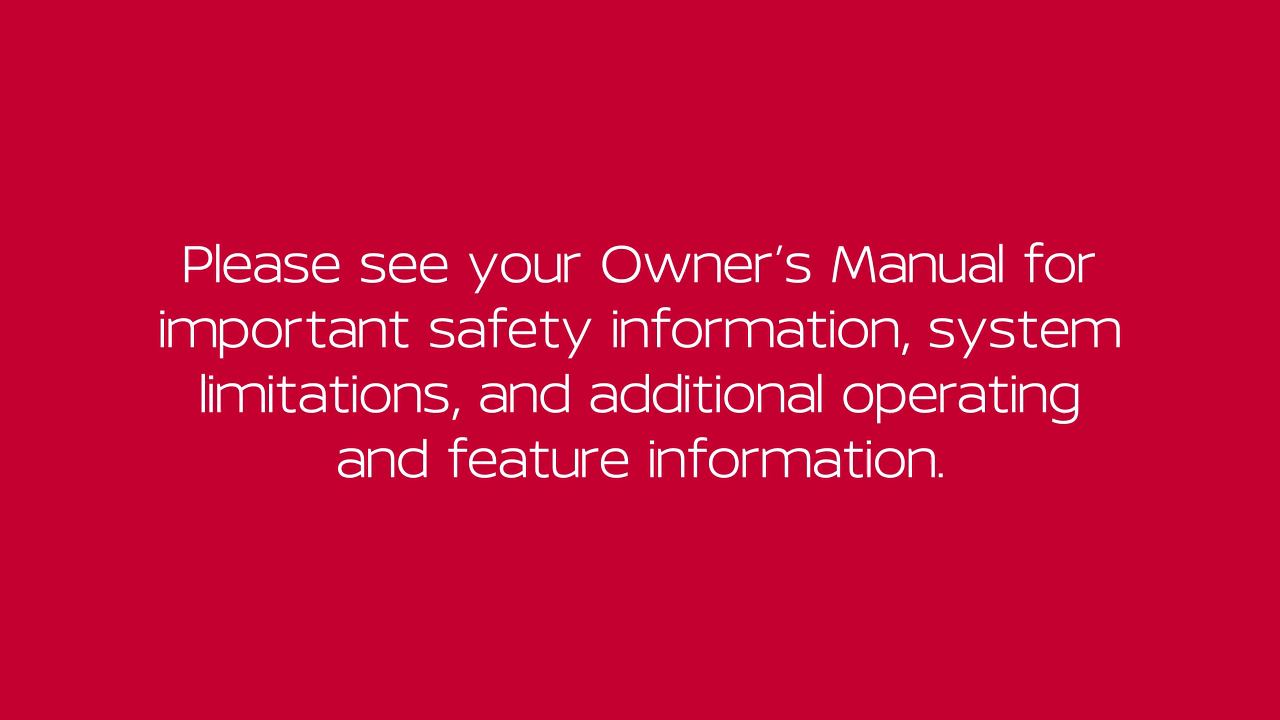 Please see your Owner’s Manual for
important safety information, system
limitations, and additional operating
and feature information.